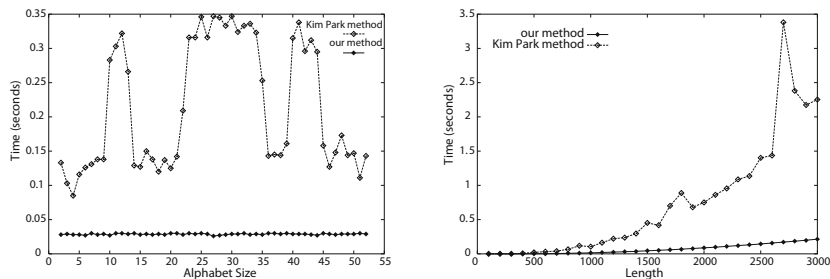 0.35
0.3
0.25
0.2
0.15
0.1
0.05
0
Time (seconds)
Kim Park method
our method
0 5 10 15 20 25 30 35 40 45 50 55
Alphabet Size
3.5
3
2.5
2
1.5
1
0.5
0
Time (seconds)
our method
Kim Park method
0 500 1000 1500 2000 2500 3000
Length